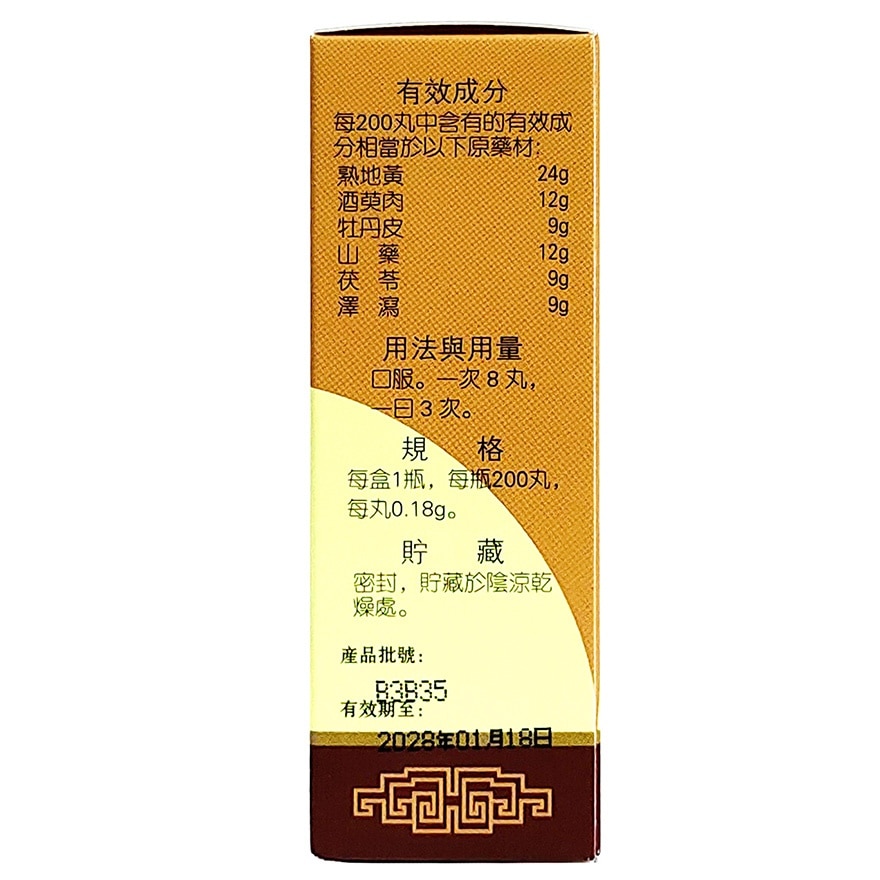 有效成分
每200丸中含有的有效成
分相當於以下原藥材：
熟地黃 24g
酒萸肉 12g
牡丹皮 9g
山藥 12g
茯苓 9g
澤瀉 9g
用法與用量
口服。一次8丸，
一日3次。
規格
每盒1瓶，每瓶200丸，
每丸0.18g。
貯藏
密封，貯藏於陰涼乾
燥處。
産品批號：
B3B35
有效期至：
2028年01月18日